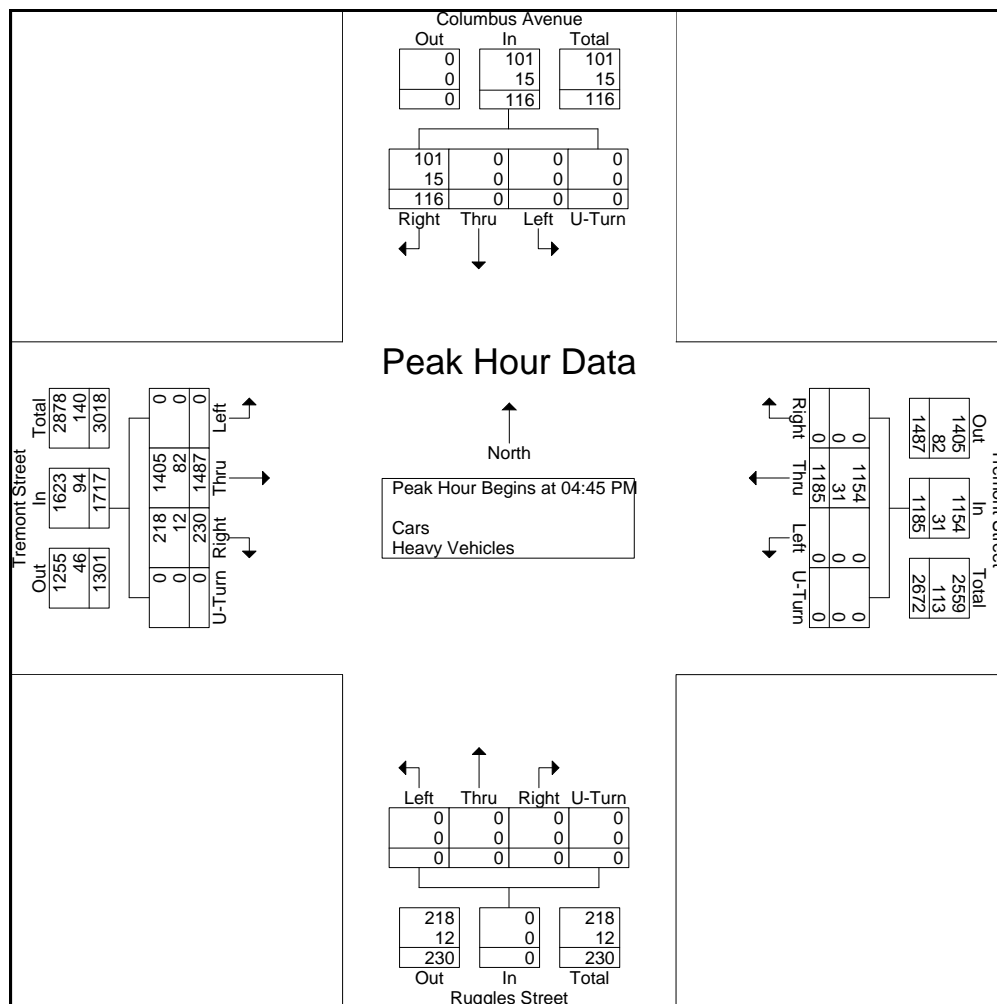 Columbus Avenue
Out In Total
0 101 101
0 15 15
0 116 116
101 0 0 0
15 0 0 0
116 0 0 0
Right Thru Left U-Turn
Peak Hour Data
North
Peak Hour Begins at 04:45 PM
Cars
Heavy Vehicles
Tremont Street
Out In Total
1255 1623 2878
46 94 140
1301 1717 3018
0 218 1405 0
0 12 82 0
0 230 1487 0
U-Turn Right Thru Left
Tremont Street
Out In Total
1405 1154 2559
82 31 113
1487 1185 2672
0 1154 0 0
0 31 0 0
0 1185 0 0
Right Thru Left U-Turn
Left Thru Right U-Turn
0 0 0 0
0 0 0 0
0 0 0 0
218 0 218
12 0 12
230 0 230
Out In Total
Ruggles Street